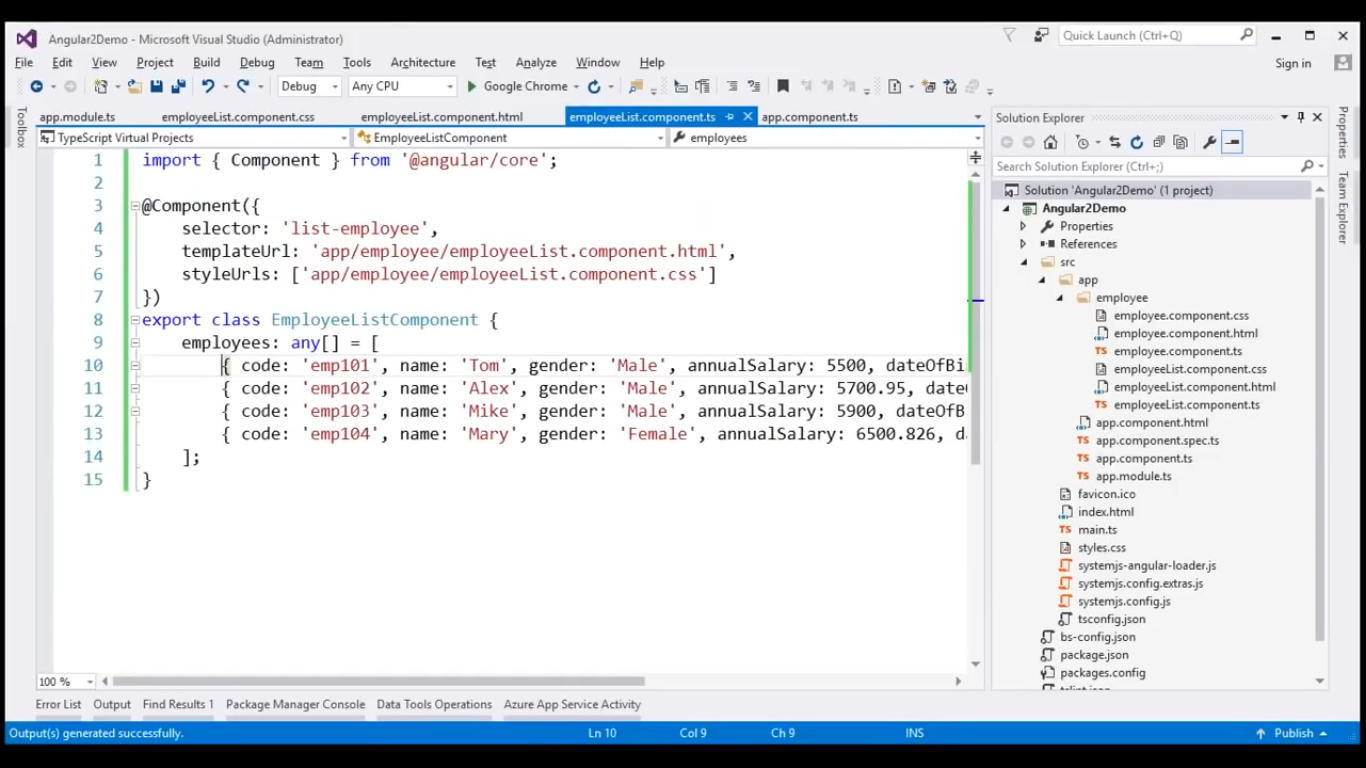 Angular2Demo - Microsoft Visual Studio (Administrator)
Quick Launch (Ctrl+Q)
File Edit View Project Build Debug Team Tools Architecture Test Analyze Window Help
Sign in
Debug Any CPU Google Chrome
Toolbox
app.module.ts employeeList.component.css employeeList.component.html employeeList.component.ts app.component.ts
TypeScript Virtual Projects EmployeeListComponent employees
1 import { Component } from '@angular/core';
2
3 @Component({
4 selector: 'list-employee',
5 templateUrl: 'app/employee/employeeList.component.html',
6 styleUrls: ['app/employee/employeeList.component.css']
7 })
8 export class EmployeeListComponent {
9 employees: any[] = [
10 { code: 'emp101', name: 'Tom', gender: 'Male', annualSalary: 5500, dateOfBi
11 { code: 'emp102', name: 'Alex', gender: 'Male', annualSalary: 5700.95, date
12 { code: 'emp103', name: 'Mike', gender: 'Male', annualSalary: 5900, dateOfB
13 { code: 'emp104', name: 'Mary', gender: 'Female', annualSalary: 6500.826, d
14 ];
15 }
100 %
Solution Explorer
Search Solution Explorer (Ctrl+;)
Solution 'Angular2Demo' (1 project)
Angular2Demo
Properties
References
src
app
employee
employee.component.css
employee.component.html
employee.component.ts
employeeList.component.css
employeeList.component.html
employeeList.component.ts
app.component.html
app.component.spec.ts
app.component.ts
app.module.ts
favicon.ico
index.html
main.ts
styles.css
systemjs-angular-loader.js
systemjs.config.extras.js
systemjs.config.js
tsconfig.json
bs-config.json
package.json
packages.config
Properties
Team Explorer
Error List Output Find Results 1 Package Manager Console Data Tools Operations Azure App Service Activity
Output(s) generated successfully. Ln 10 Col 9 Ch 9 INS Publish